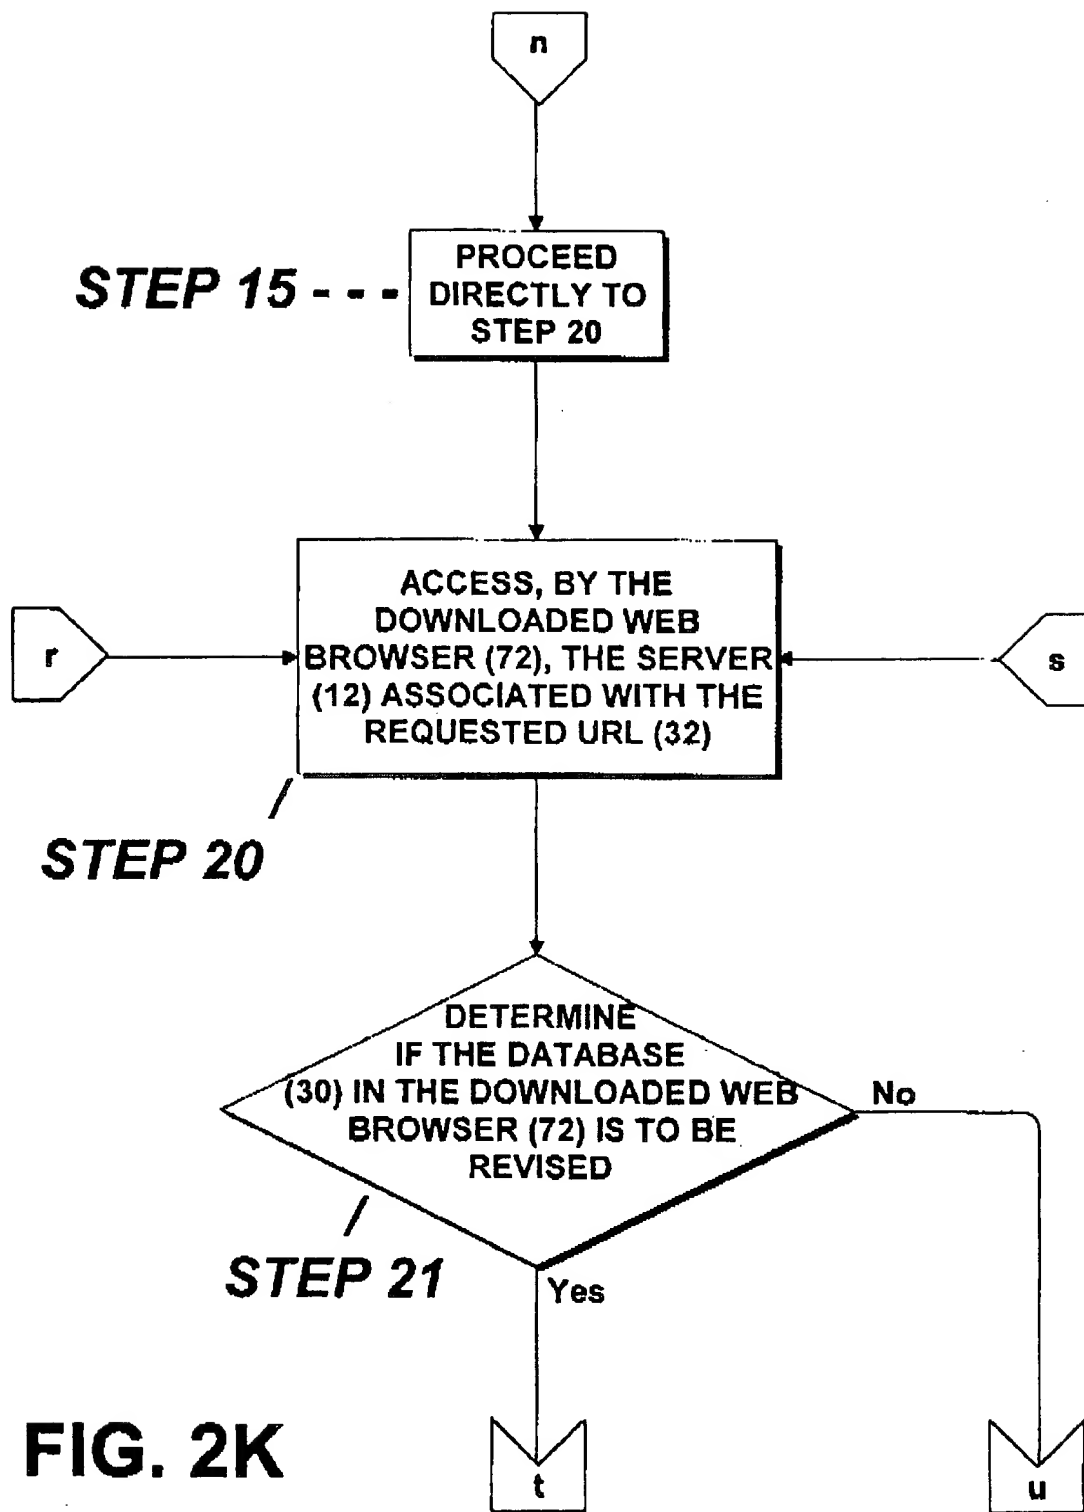 n
STEP 15 - - -
PROCEED
DIRECTLY TO
STEP 20
r
ACCESS, BY THE
DOWNLOADED WEB
BROWSER (72), THE SERVER
(12) ASSOCIATED WITH THE
REQUESTED URL (32)
s
STEP 20
DETERMINE
IF THE DATABASE
(30) IN THE DOWNLOADED WEB
BROWSER (72) IS TO BE
REVISED
No
STEP 21
Yes
FIG. 2K
t
u